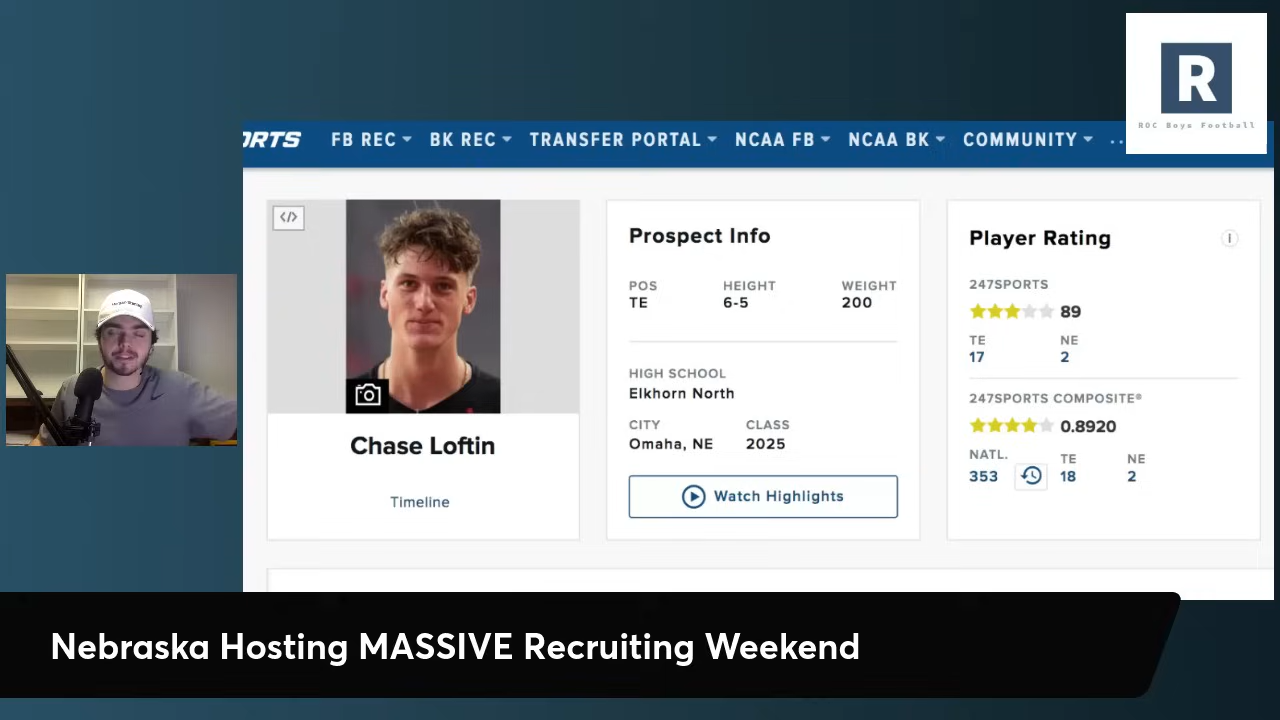 R
ROC Boys Football
ORTS FB REC BK REC TRANSFER PORTAL NCAA FB NCAA BK COMMUNITY ..
</>
Chase Loftin
Timeline
Prospect Info
POS HEIGHT WEIGHT
TE 6-5 200
HIGH SCHOOL
Elkhorn North
CITY CLASS
Omaha, NE 2025
Watch Highlights
Player Rating
247SPORTS
89
TE NE
17 2
247SPORTS COMPOSITE®
0.8920
NATL. TE NE
353 18 2
Nebraska Hosting MASSIVE Recruiting Weekend